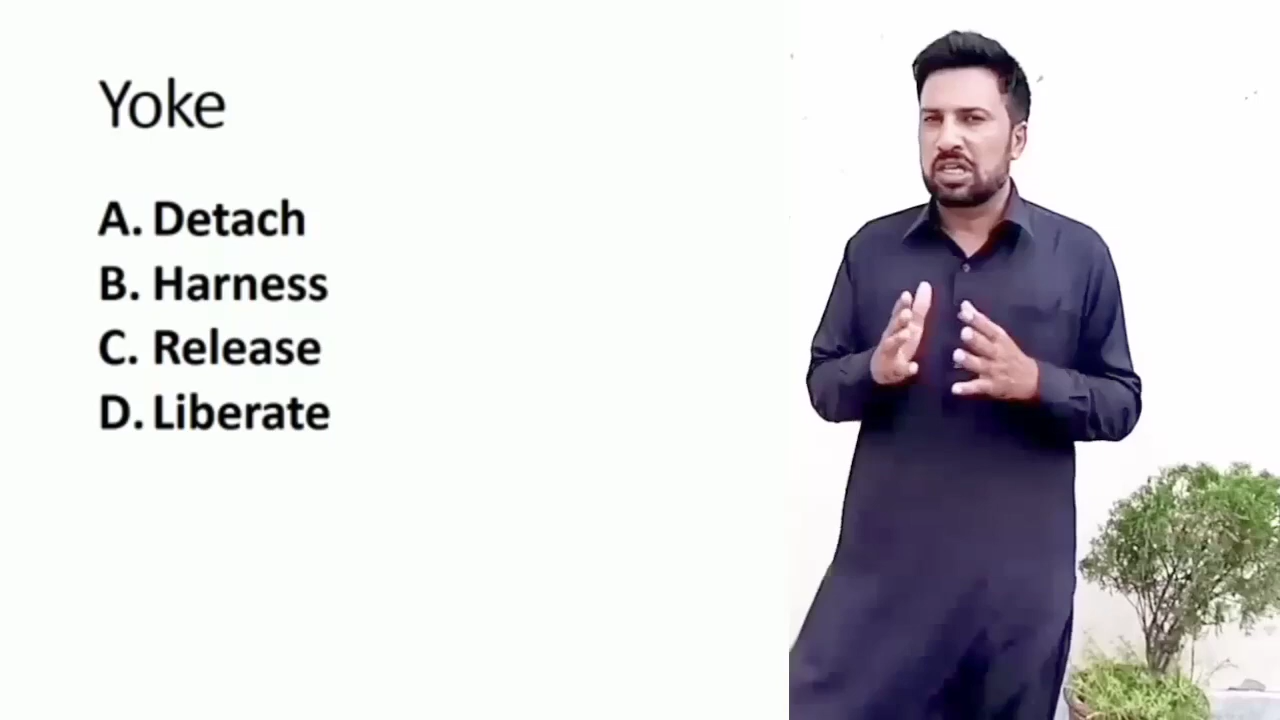 Yoke
A. Detach
B. Harness
C. Release
D. Liberate